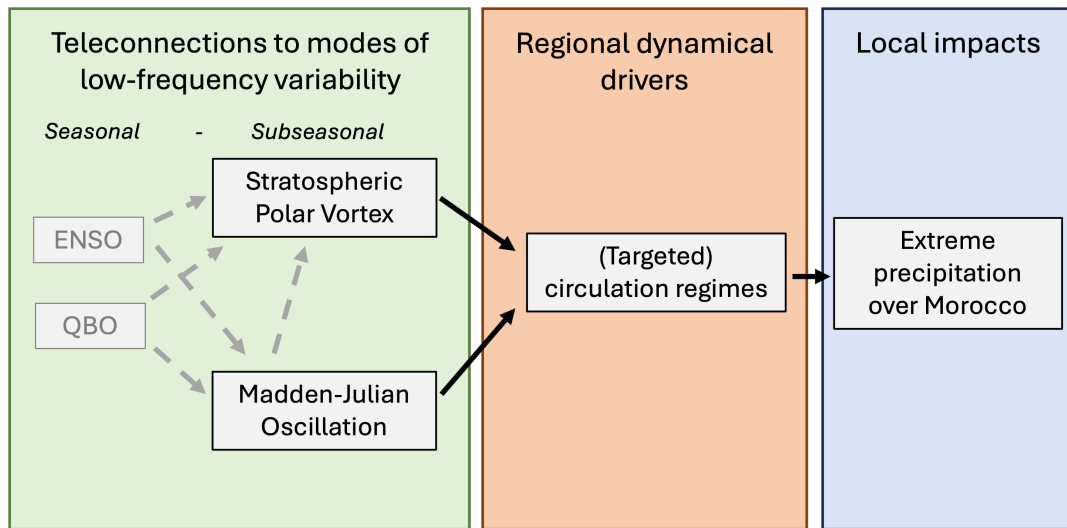 Teleconnections to modes of
low-frequency variability
Seasonal - Subseasonal
Stratospheric
Polar Vortex
ENSO
QBO
Madden-Julian
Oscillation
Regional dynamical
drivers
(Targeted)
circulation regimes
Local impacts
Extreme
precipitation
over Morocco